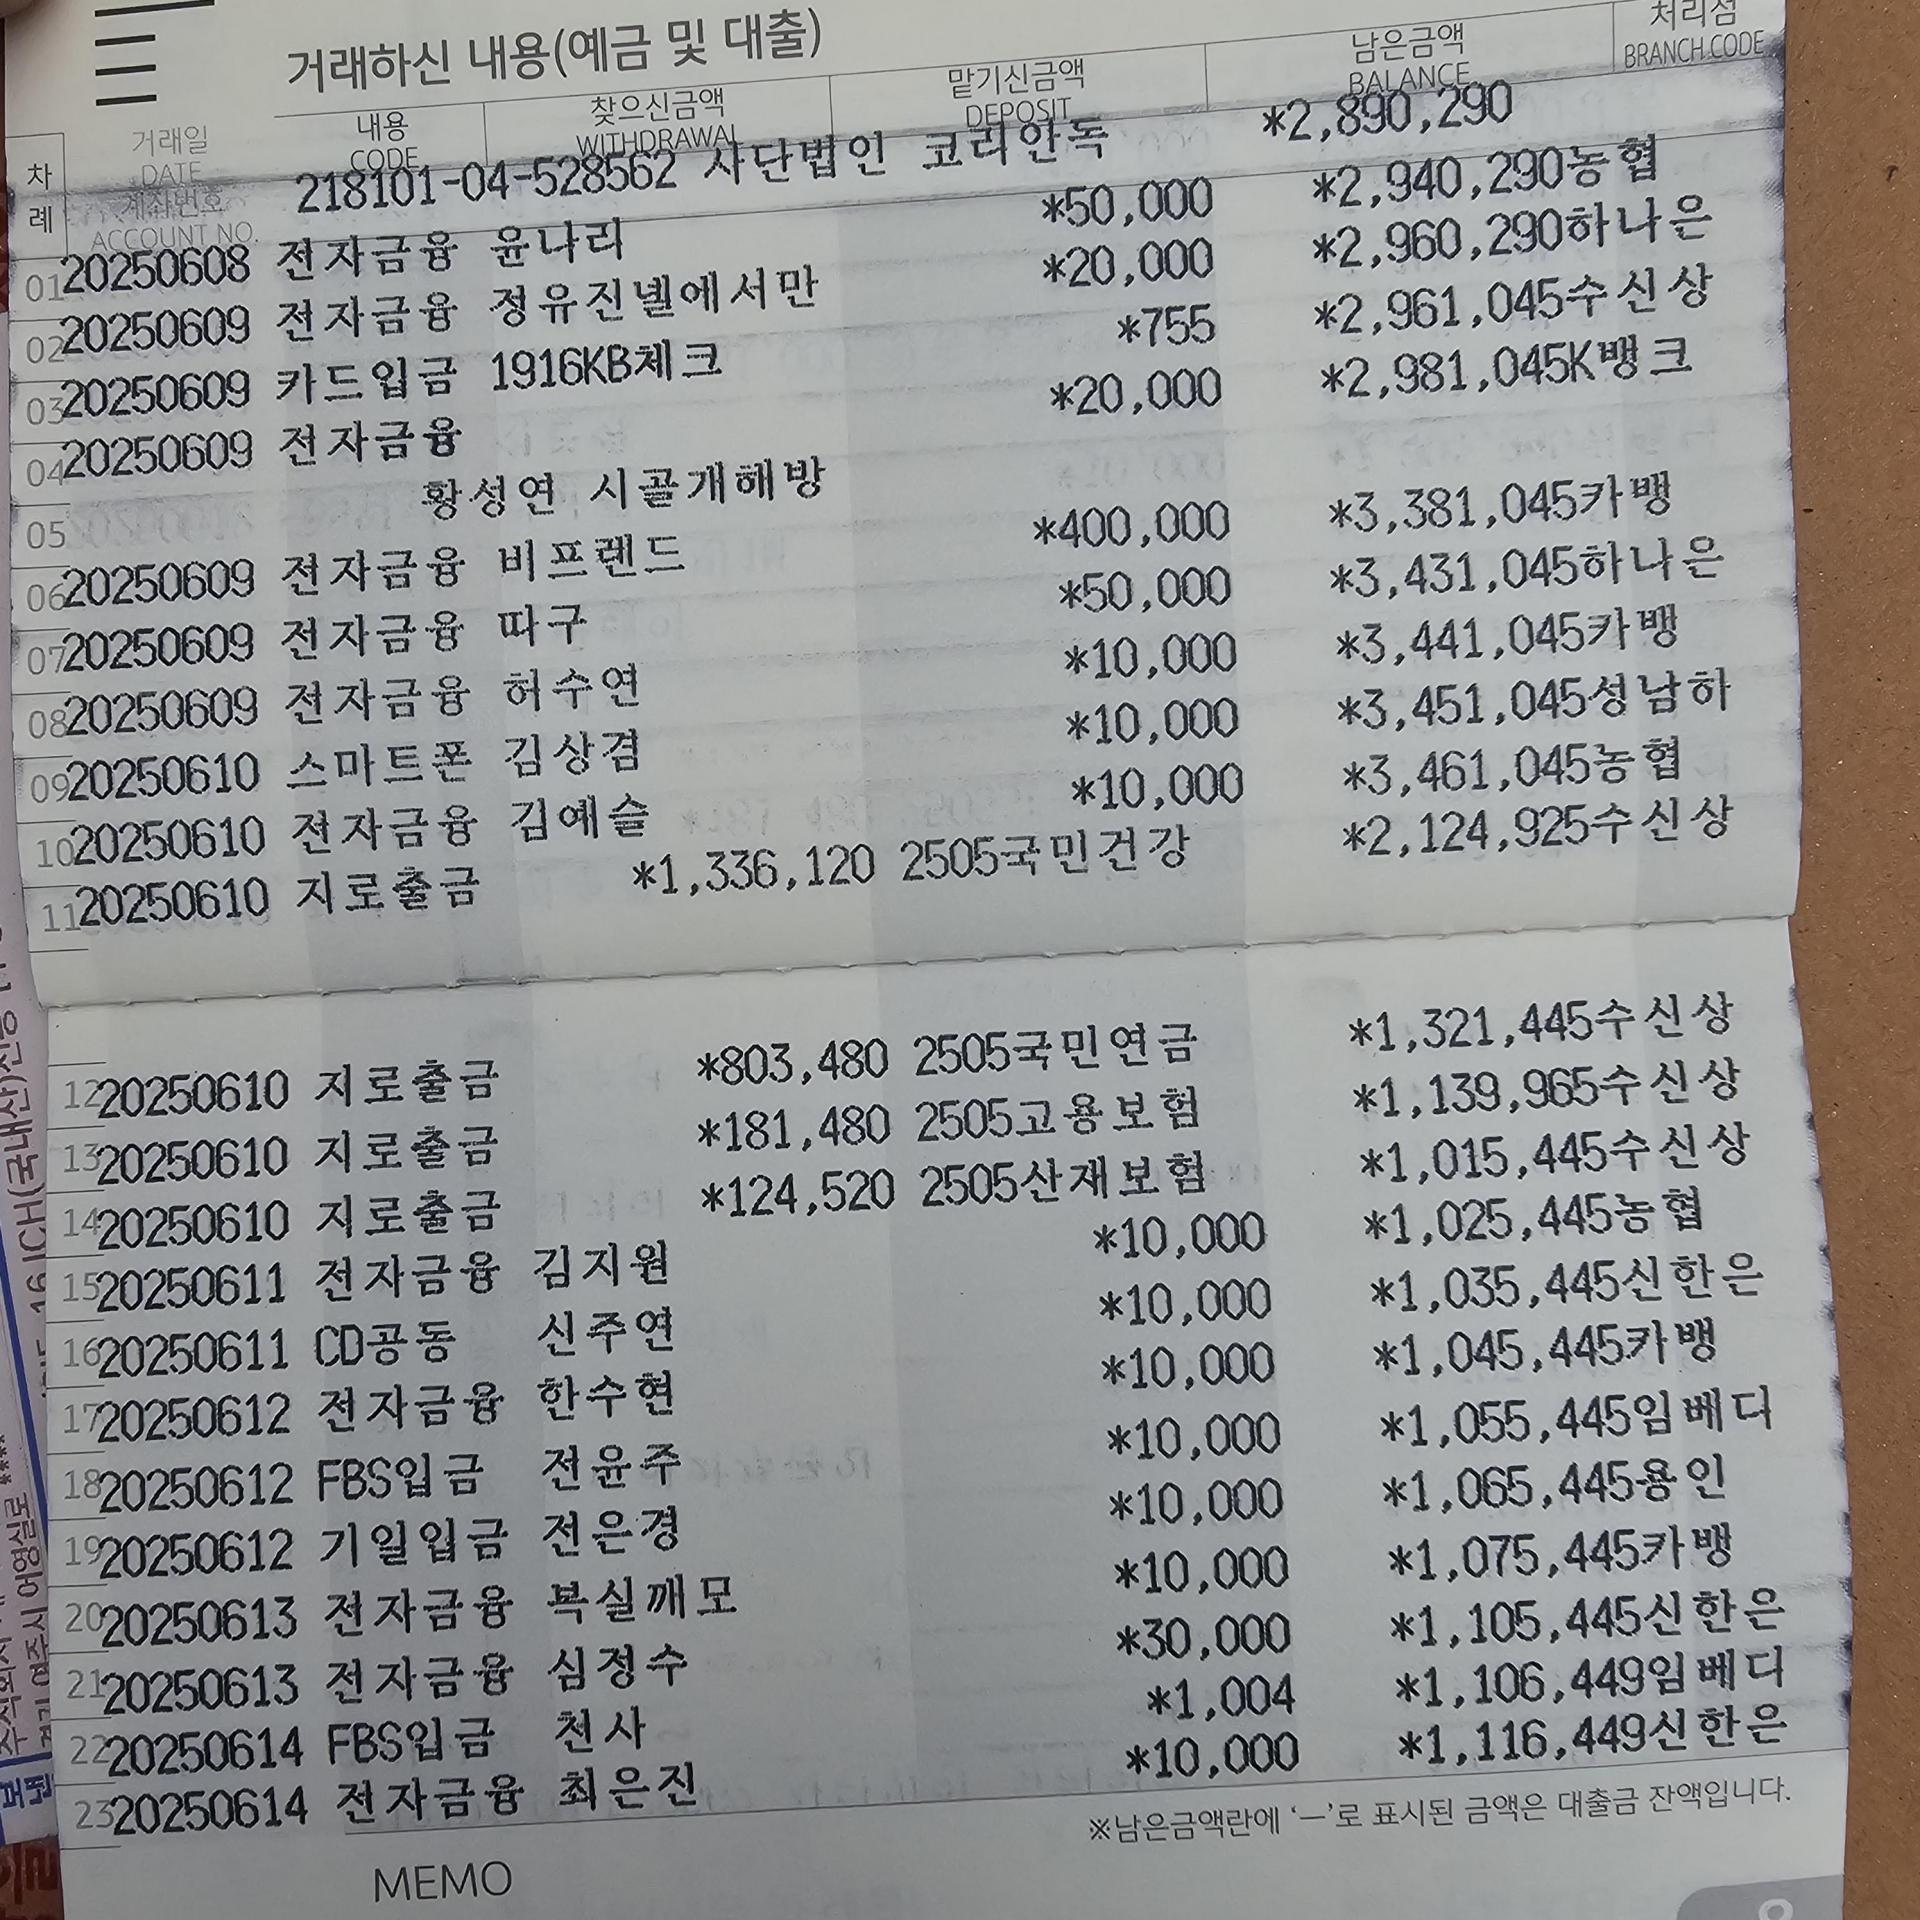 거래하신 내용(예금 및 대출)
차례
거래일 DATE
계좌번호 ACCOUNT NO.
내용 CODE
찾으신금액 WITHDRAWAL
맡기신금액 DEPOSIT
남은금액 BALANCE
처리점 BRANCH CODE
218101-04-528562 사단법인 코리안독 *2,890,290
01 20250608 전자금융 윤나리 *50,000 *2,940,290농협
02 20250609 전자금융 정유진넬에서만 *20,000 *2,960,290하나은
03 20250609 카드입금 1916KB체크 *755 *2,961,045수신상
04 20250609 전자금융 *20,000 *2,981,045K뱅크
05 황성연 시골개해방
06 20250609 전자금융 비프렌드 *400,000 *3,381,045카뱅
07 20250609 전자금융 따구 *50,000 *3,431,045하나은
08 20250609 전자금융 허수연 *10,000 *3,441,045카뱅
09 20250610 스마트폰 김상겸 *10,000 *3,451,045성남하
10 20250610 전자금융 김예슬 *10,000 *3,461,045농협
11 20250610 지로출금 *1,336,120 2505국민건강 *2,124,925수신상
12 20250610 지로출금 *803,480 2505국민연금 *1,321,445수신상
13 20250610 지로출금 *181,480 2505고용보험 *1,139,965수신상
14 20250610 지로출금 *124,520 2505산재보험 *1,015,445수신상
15 20250611 전자금융 김지원 *10,000 *1,025,445농협
16 20250611 CD공동 신주연 *10,000 *1,035,445신한은
17 20250612 전자금융 한수현 *10,000 *1,045,445카뱅
18 20250612 FBS입금 전윤주 *10,000 *1,055,445임베디
19 20250612 기일입금 전은경 *10,000 *1,065,445용인
20 20250613 전자금융 복실깨모 *10,000 *1,075,445카뱅
21 20250613 전자금융 심정수 *30,000 *1,105,445신한은
22 20250614 FBS입금 천사 *1,004 *1,106,449임베디
23 20250614 전자금융 최은진 *10,000 *1,116,449신한은
※남은금액란에 '—'로 표시된 금액은 대출금 잔액입니다.
MEMO